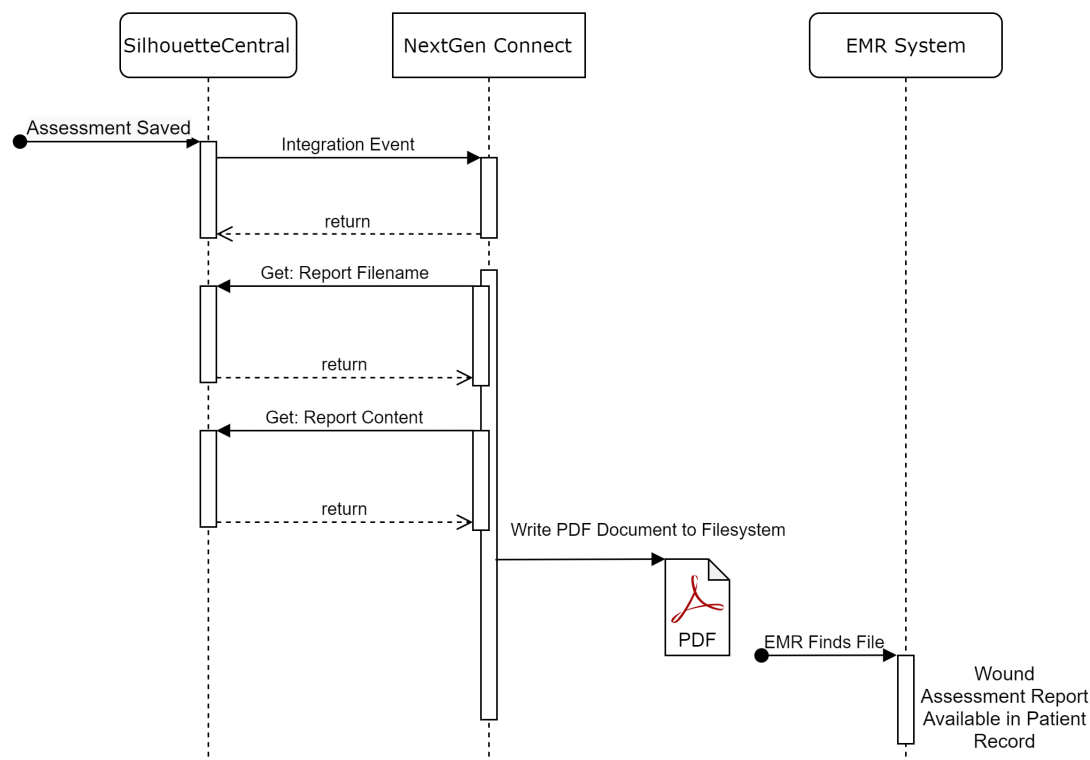 SilhouetteCentral
NextGen Connect
EMR System
Assessment Saved
Integration Event
return
Get: Report Filename
return
Get: Report Content
return
Write PDF Document to Filesystem
PDF
EMR Finds File
Wound
Assessment Report
Available in Patient
Record